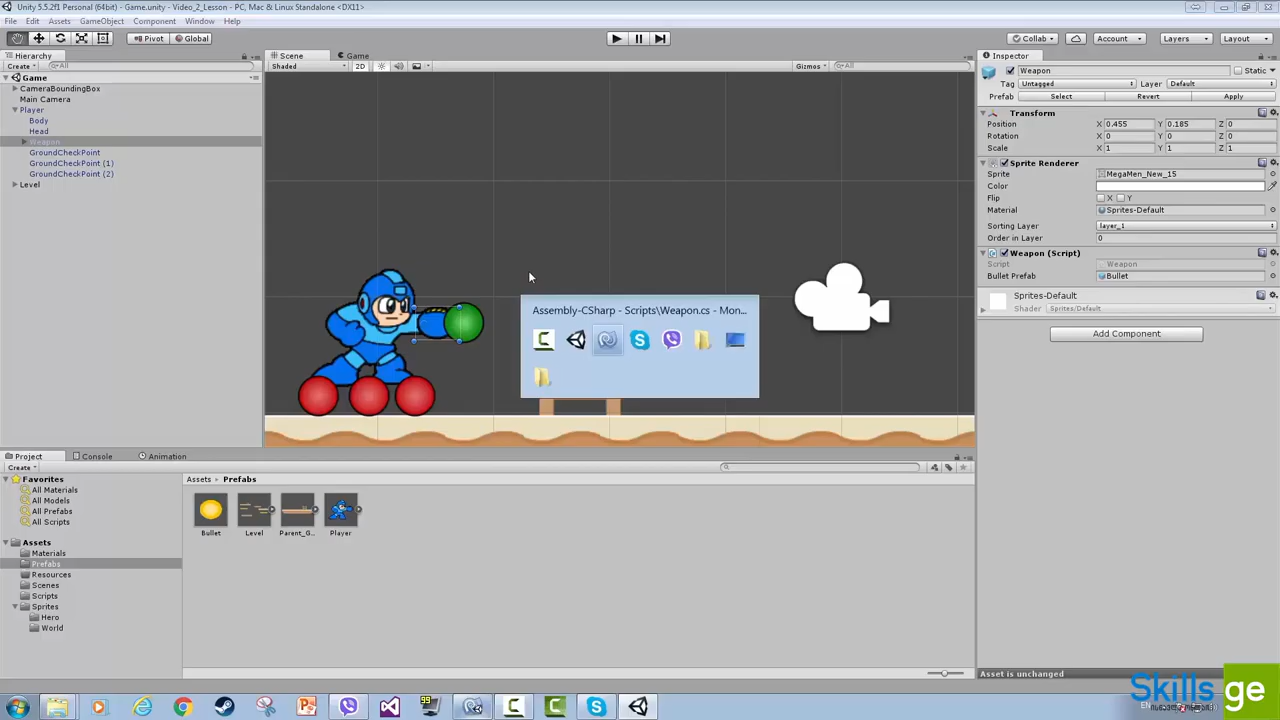 Unity 5.5.2f1 Personal (64bit) - Game.unity - Video_2_Lesson - PC, Mac & Linux Standalone <DX11>
File Edit Assets GameObject Component Window Help
Pivot Global Collab Account Layers Layout
Hierarchy
Create All
Game
CameraBoundingBox
Main Camera
Player
Body
Head
Weapon
GroundCheckPoint
GroundCheckPoint (1)
GroundCheckPoint (2)
Level
Scene Game
Shaded 2D Gizmos All
Assembly-CSharp - Scripts\Weapon.cs - Mon...
Inspector
Weapon Static
Tag Untagged Layer Default
Prefab Select Revert Apply
Transform
Position X 0.455 Y 0.185 Z 0
Rotation X 0 Y 0 Z 0
Scale X 1 Y 1 Z 1
Sprite Renderer
Sprite MegaMen_New_15
Color
Flip X Y
Material Sprites-Default
Sorting Layer layer_1
Order in Layer 0
Weapon (Script)
Script Weapon
Bullet Prefab Bullet
Sprites-Default
Shader Sprites/Default
Add Component
Project Console Animation
Create
Favorites
All Materials
All Models
All Prefabs
All Scripts
Assets
Materials
Prefabs
Resources
Scenes
Scripts
Sprites
Hero
World
Assets Prefabs
Bullet Level Parent_G... Player
Asset is unchanged
99
EN
Skills ge